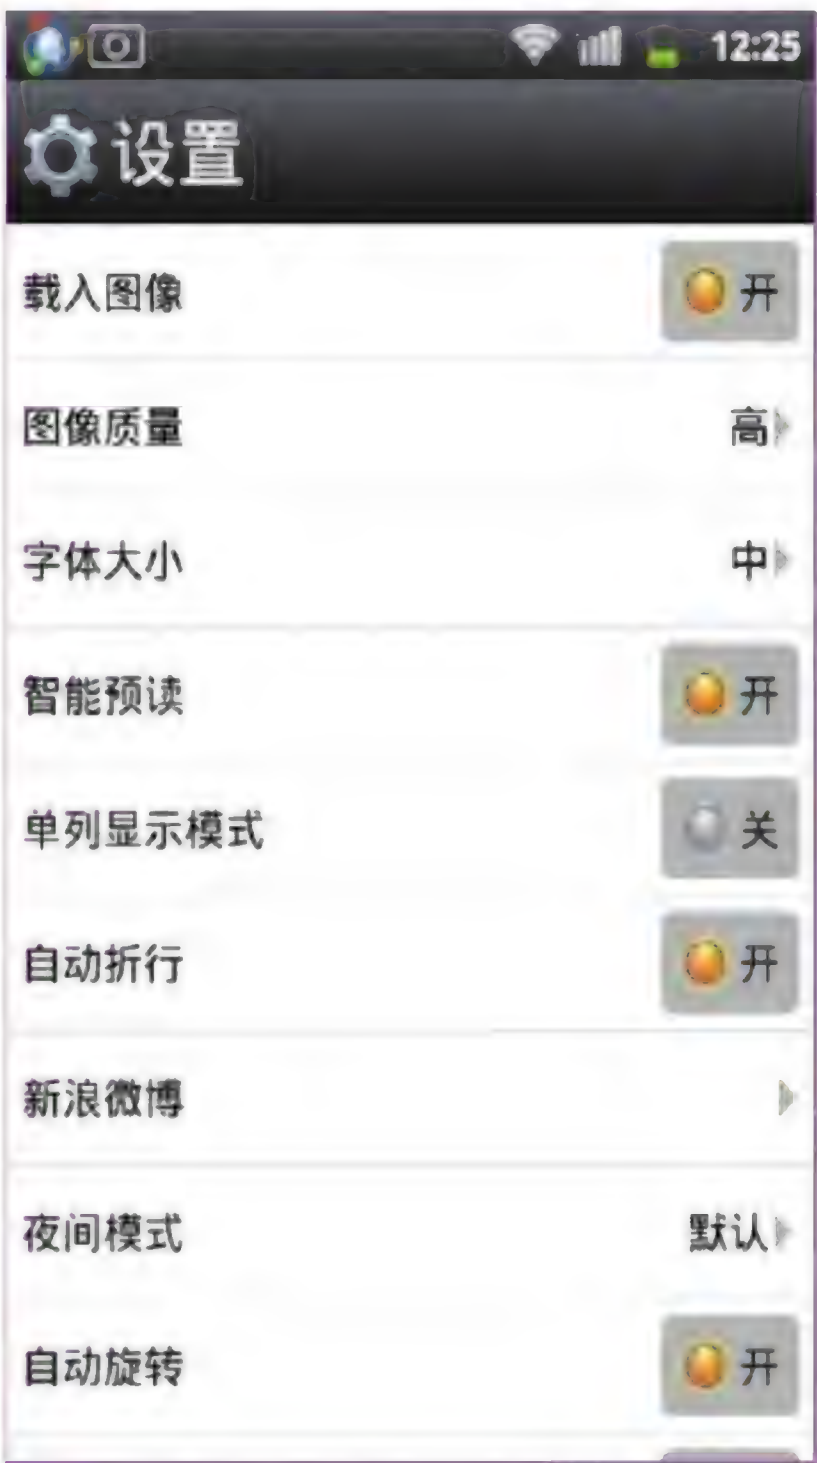 12:25
设置
载入图像 开
图像质量 高
字体大小 中
智能预读 开
单列显示模式 关
自动折行 开
新浪微博
夜间模式 默认
自动旋转 开